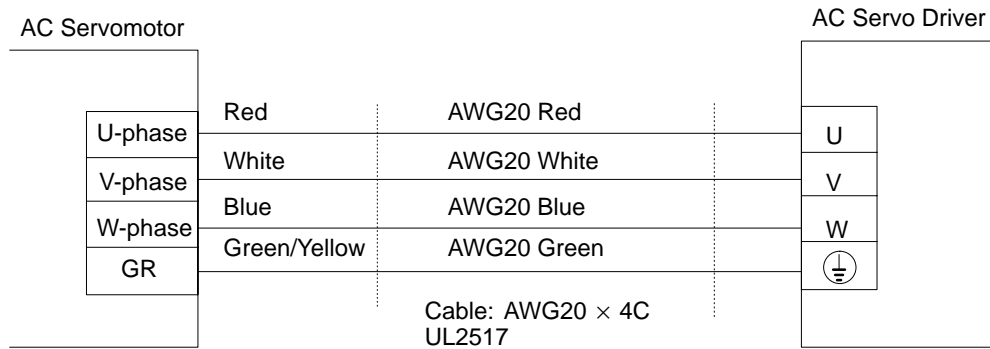 AC Servomotor
AC Servo Driver
Red
AWG20 Red
U-phase
U
White
AWG20 White
V-phase
V
Blue
AWG20 Blue
W-phase
W
Green/Yellow
AWG20 Green
GR
Cable: AWG20 × 4C
UL2517